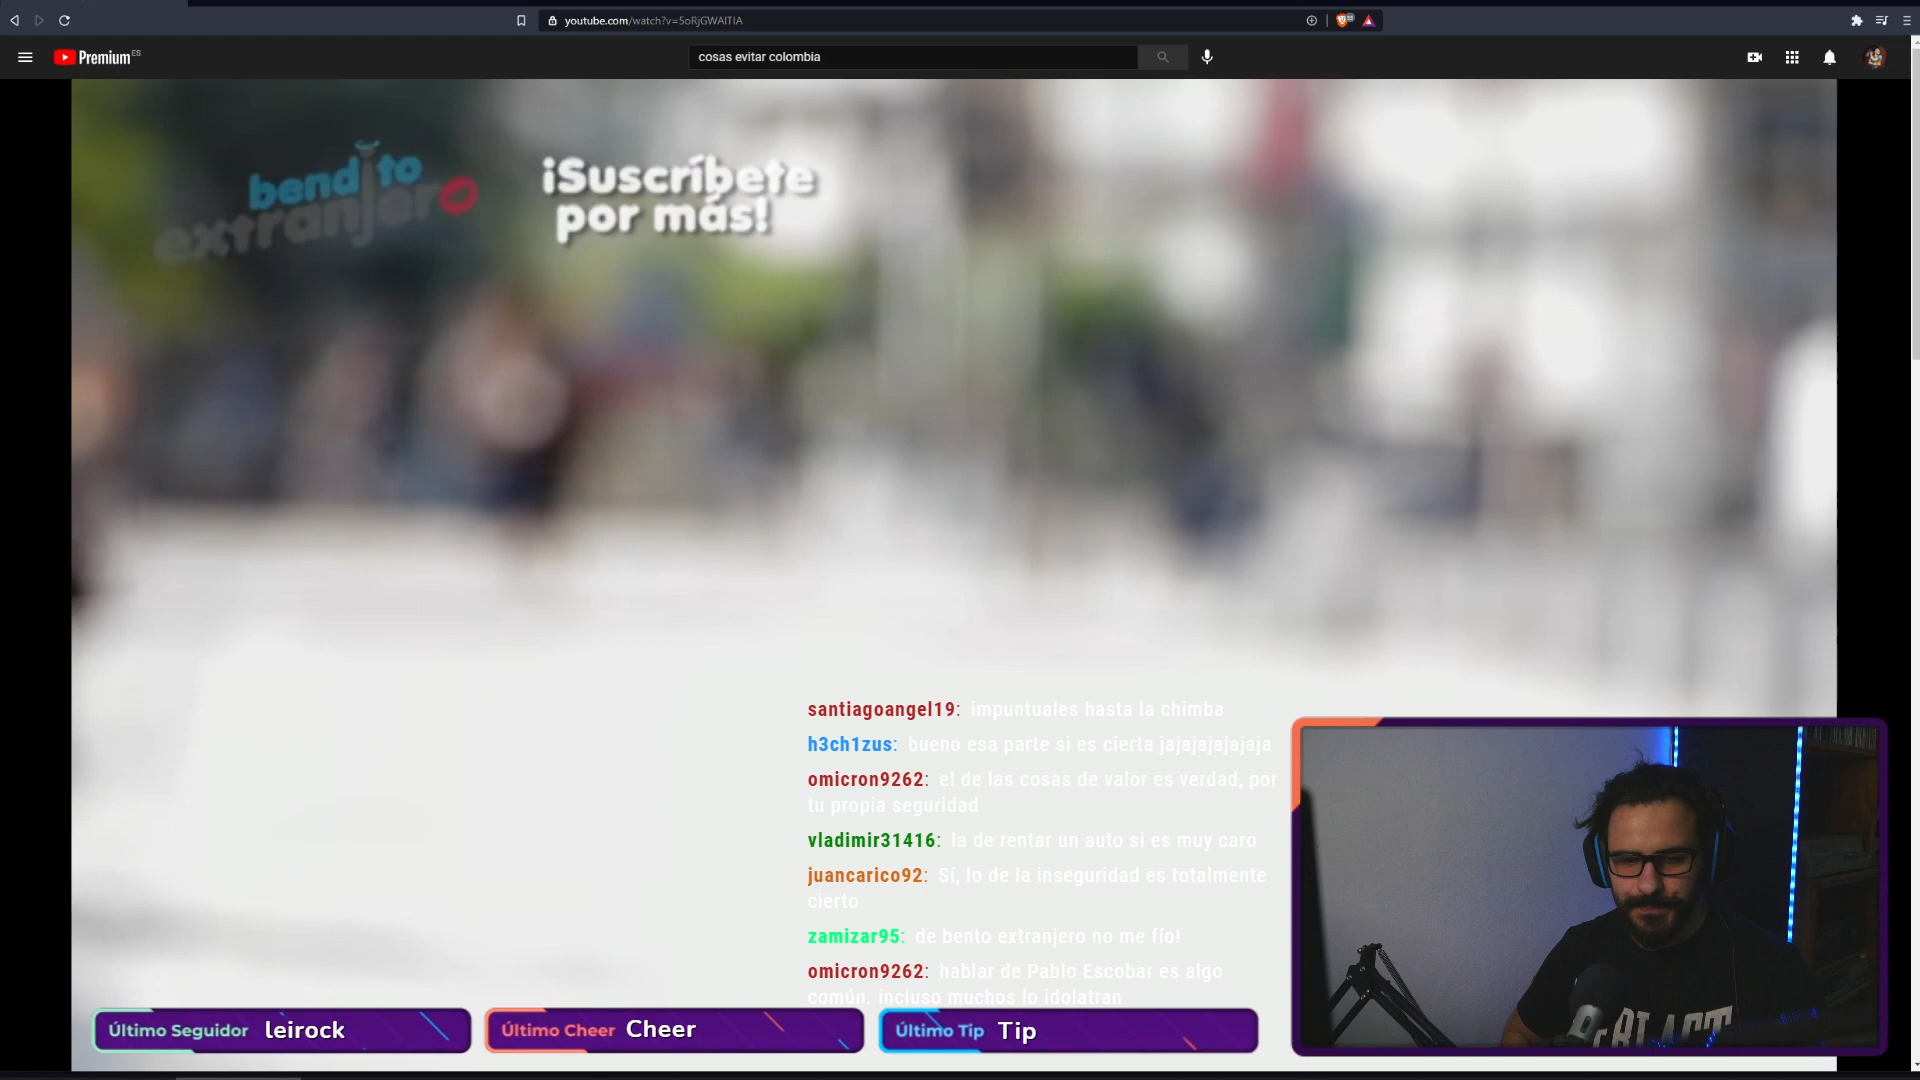 youtube.com/watch?v=5oRjGWAITIA
Premium ES
cosas evitar colombia
bendito
extranjero
¡Suscríbete
por más!
santiagoangel19: impuntuales hasta la chimba
h3ch1zus: bueno esa parte si es cierta jajajajajajaja
omicron9262: el de las cosas de valor es verdad, por
tu propia seguridad
vladimir31416: la de rentar un auto si es muy caro
juancarico92: Sí, lo de la inseguridad es totalmente
cierto
zamizar95: de bento extranjero no me fío!
omicron9262: hablar de Pablo Escobar es algo
común. incluso muchos lo idolatran
Último Seguidor leirock
Último Cheer Cheer
Último Tip Tip